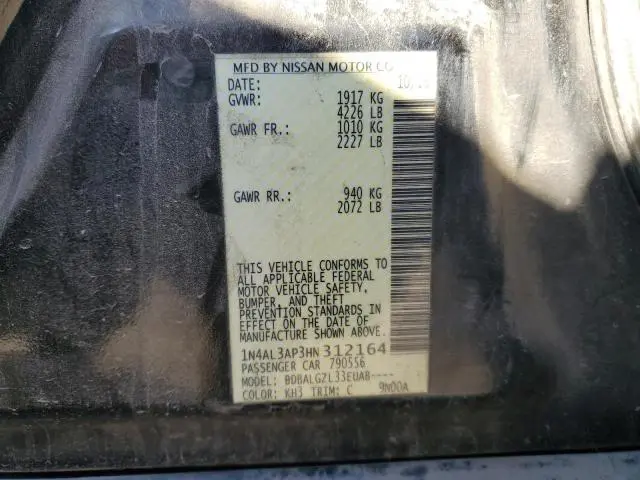 MFD BY NISSAN MOTOR CO
DATE: 10/
GVWR: 1917 KG
4226 LB
GAWR FR.: 1010 KG
2227 LB
GAWR RR.: 940 KG
2072 LB
THIS VEHICLE CONFORMS TO
ALL APPLICABLE FEDERAL
MOTOR VEHICLE SAFETY,
BUMPER, AND THEFT
PREVENTION STANDARDS IN
EFFECT ON THE DATE OF
MANUFACTURE SHOWN ABOVE.
1N4AL3AP3HN312164
PASSENGER CAR 790556
MODEL: BDBALGZL33EUAB----
COLOR: KH3 TRIM: C 9N00A